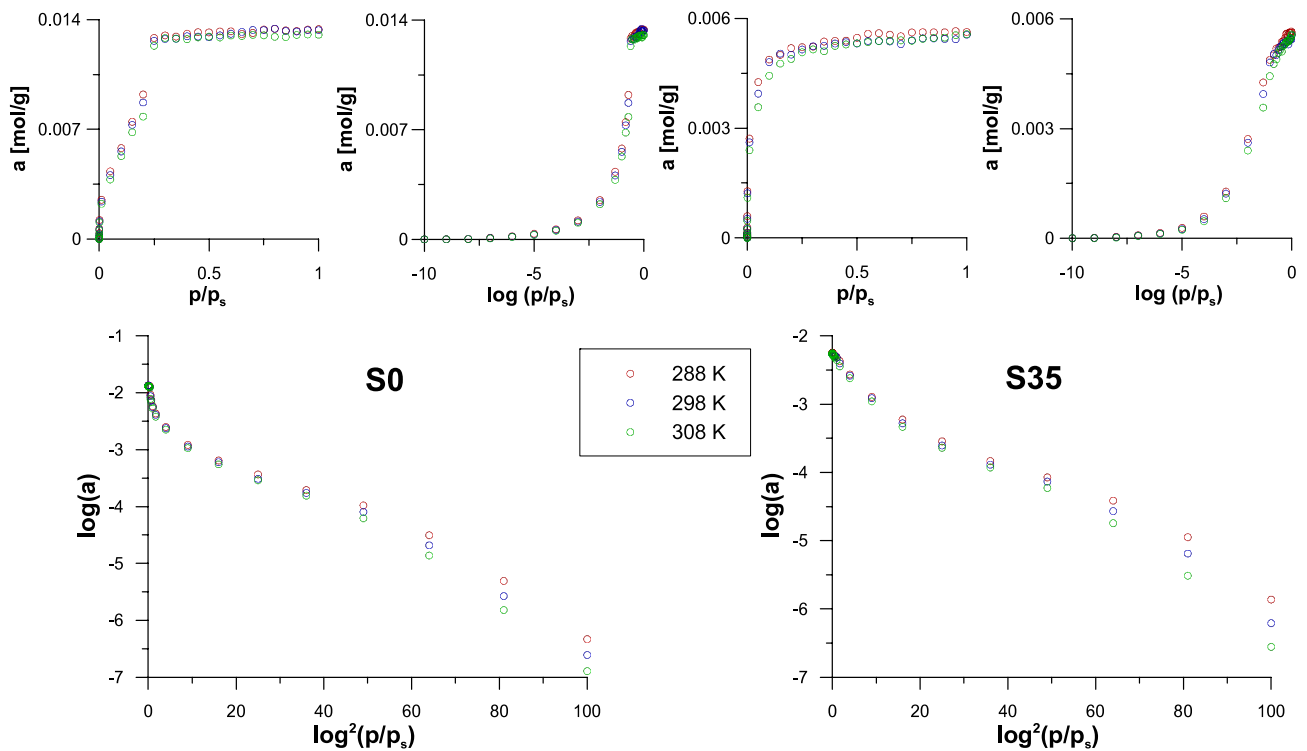 0.014
0.007
0
a [mol/g]
0 0.5 1
p/pₛ
0.014
0.007
0
a [mol/g]
-10 -5 0
log (p/pₛ)
0.006
0.003
0
a [mol/g]
0 0.5 1
p/pₛ
0.006
0.003
0
a [mol/g]
-10 -5 0
log (p/pₛ)
S0
-1
-2
-3
-4
-5
-6
-7
log(a)
0 20 40 60 80 100
log²(p/pₛ)
288 K
298 K
308 K
S35
-2
-3
-4
-5
-6
-7
log(a)
0 20 40 60 80 100
log²(p/pₛ)